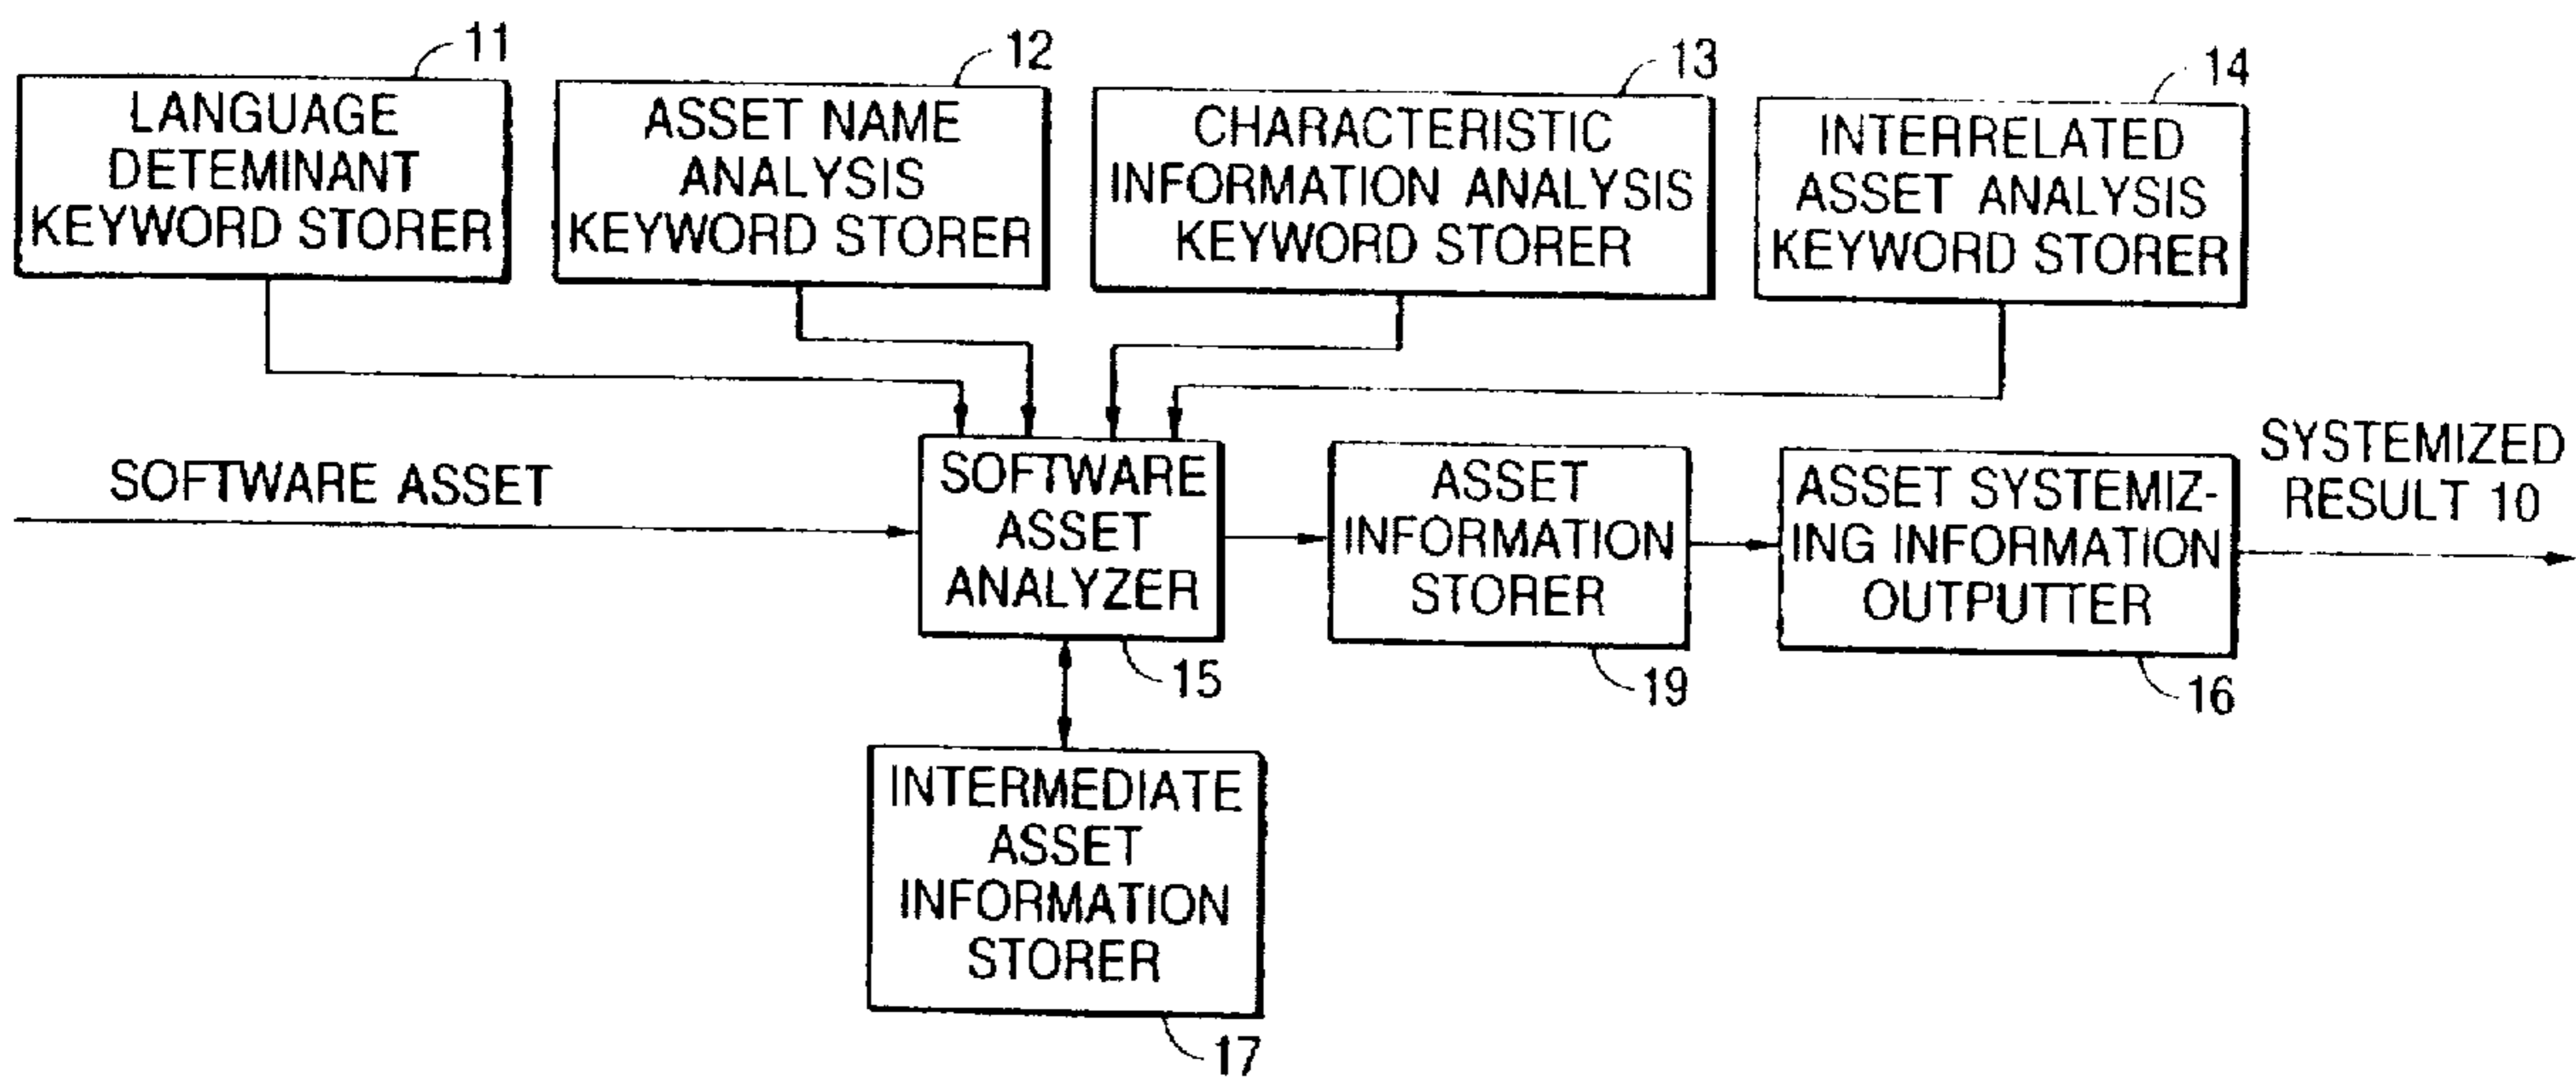 11
LANGUAGE
DETEMINANT
KEYWORD STORER
12
ASSET NAME
ANALYSIS
KEYWORD STORER
13
CHARACTERISTIC
INFORMATION ANALYSIS
KEYWORD STORER
14
INTERRELATED
ASSET ANALYSIS
KEYWORD STORER
SOFTWARE ASSET
SOFTWARE
ASSET
ANALYZER
15
ASSET
INFORMATION
STORER
19
ASSET SYSTEMIZ-
ING INFORMATION
OUTPUTTER
16
SYSTEMIZED
RESULT 10
INTERMEDIATE
ASSET
INFORMATION
STORER
17